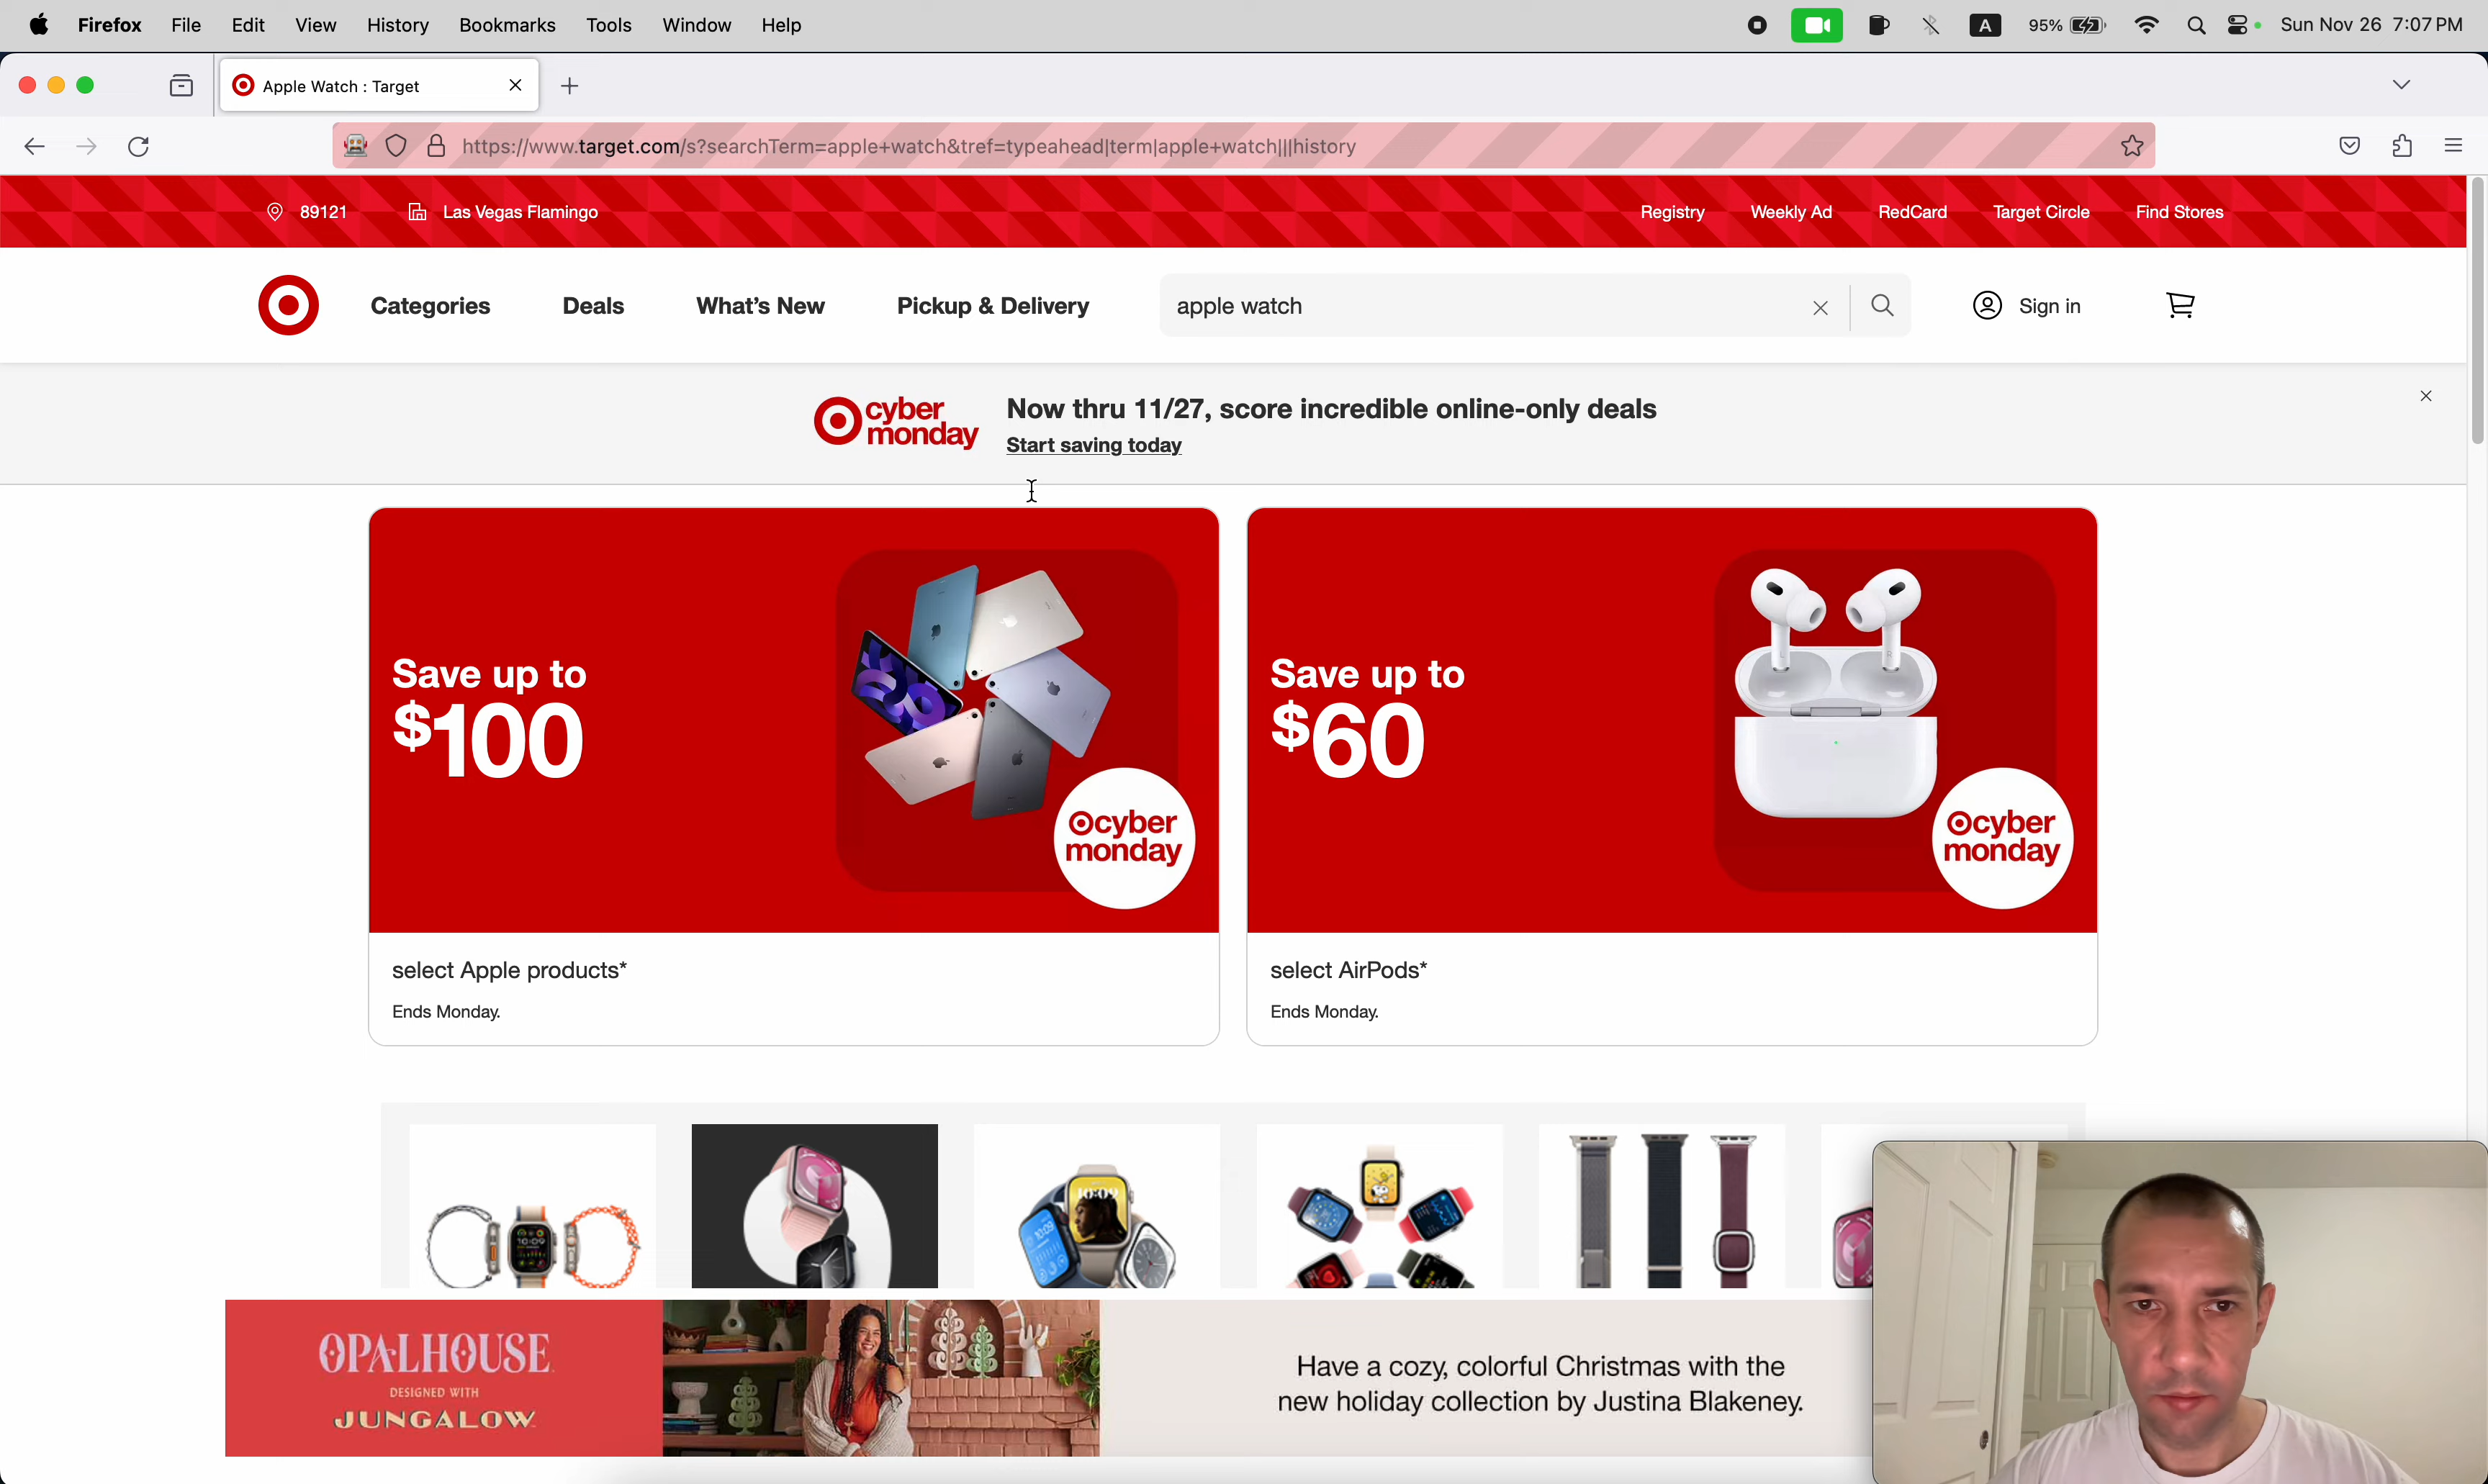 Firefox File Edit View History Bookmarks Tools Window Help A 95% Sun Nov 26 7:07 PM
Apple Watch : Target
https://www.target.com/s?searchTerm=apple+watch&tref=typeahead|term|apple+watch|||history
89121 Las Vegas Flamingo Registry Weekly Ad RedCard Target Circle Find Stores
Categories Deals What's New Pickup & Delivery apple watch Sign in
cyber
monday
Now thru 11/27, score incredible online-only deals
Start saving today
Save up to
$100
cyber
monday
select Apple products*
Ends Monday.
Save up to
$60
cyber
monday
select AirPods*
Ends Monday.
10:09
OPALHOUSE
DESIGNED WITH
JUNGALOW
Have a cozy, colorful Christmas with the
new holiday collection by Justina Blakeney.